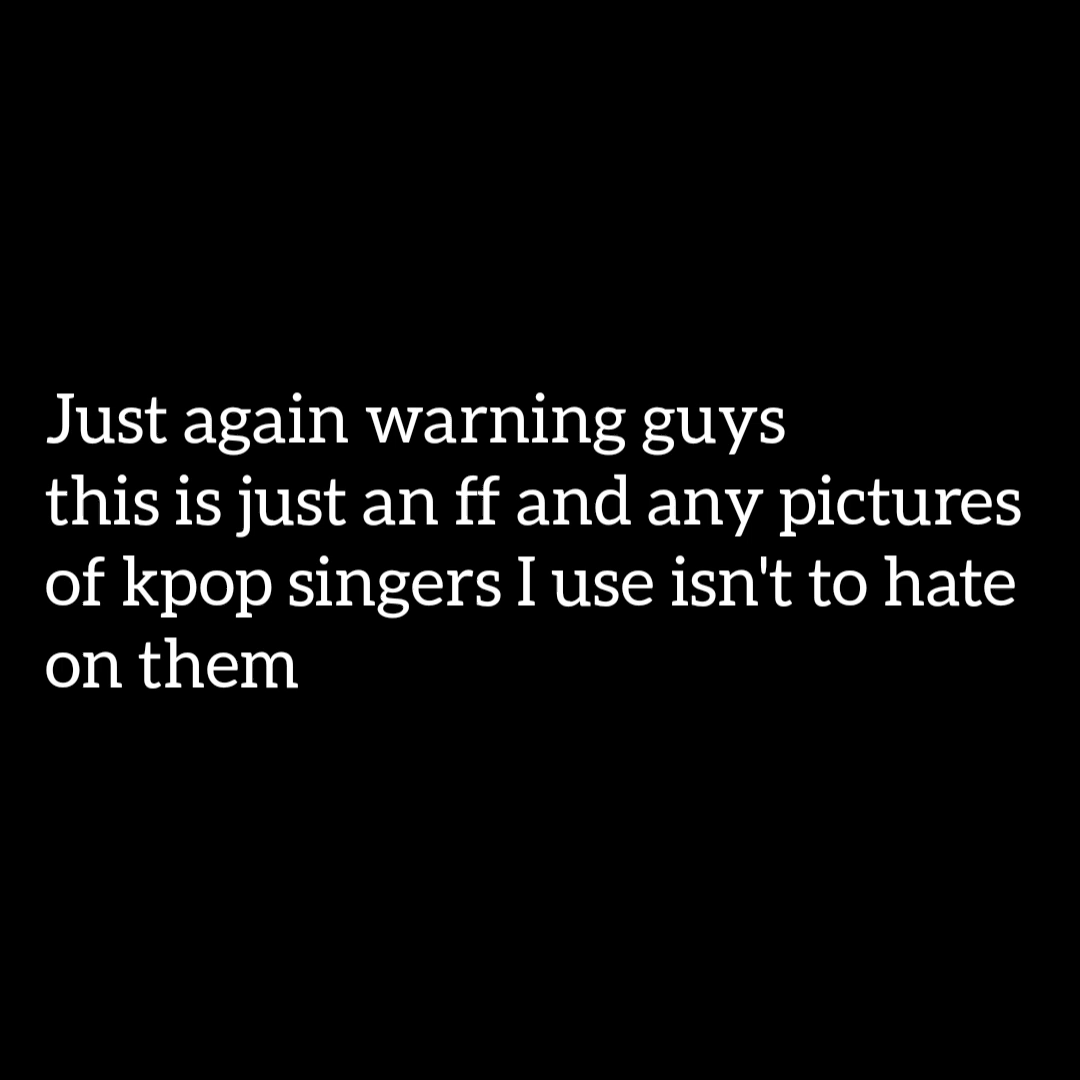 Just again warning guys
this is just an ff and any pictures
of kpop singers I use isn't to hate
on them